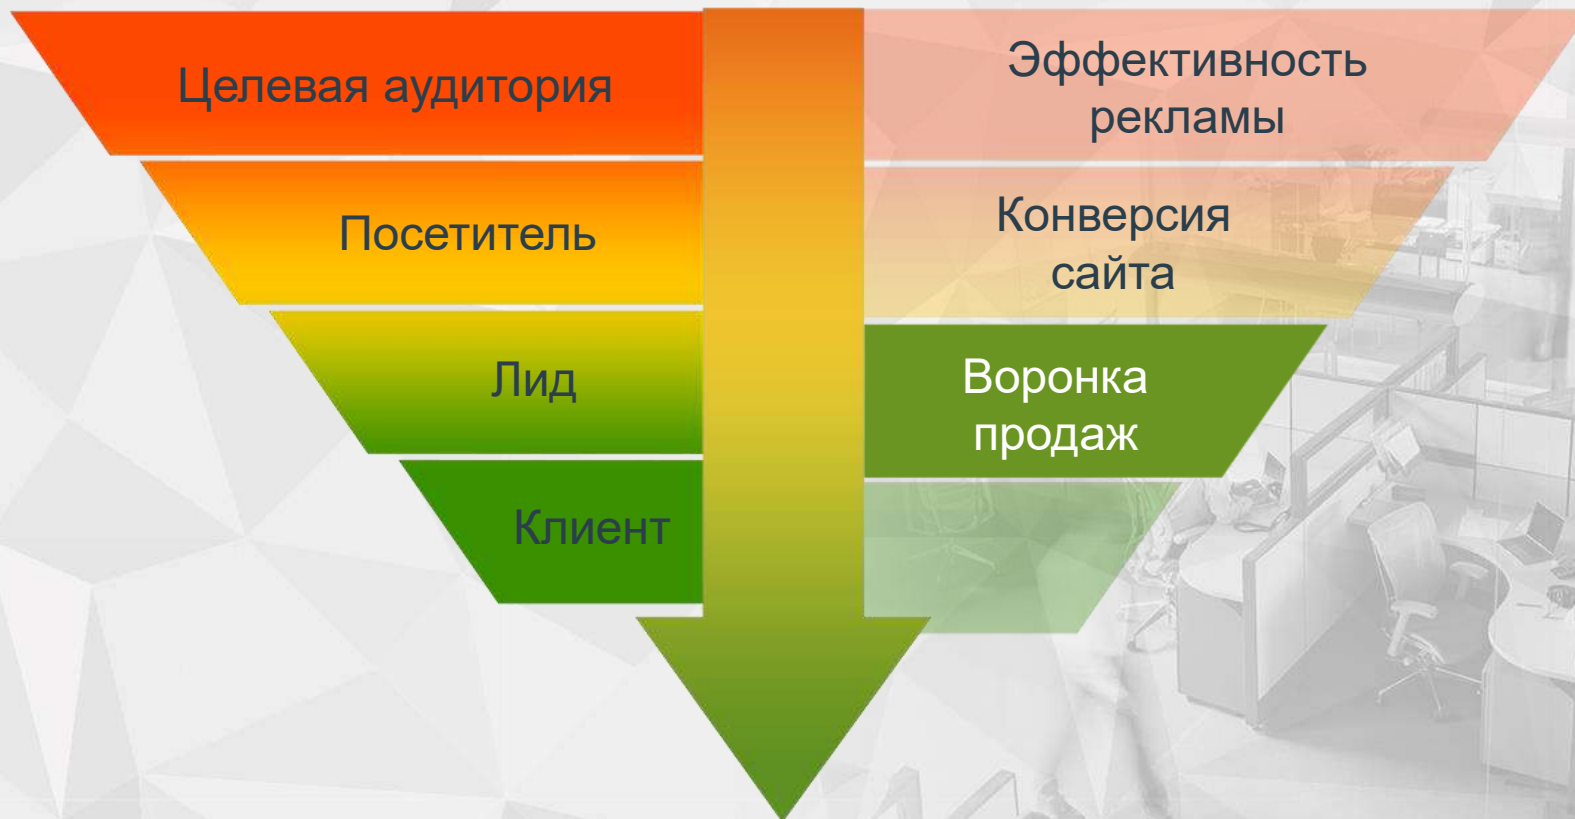 Целевая аудитория
Эффективность
рекламы
Посетитель
Конверсия
сайта
Лид
Воронка
продаж
Клиент